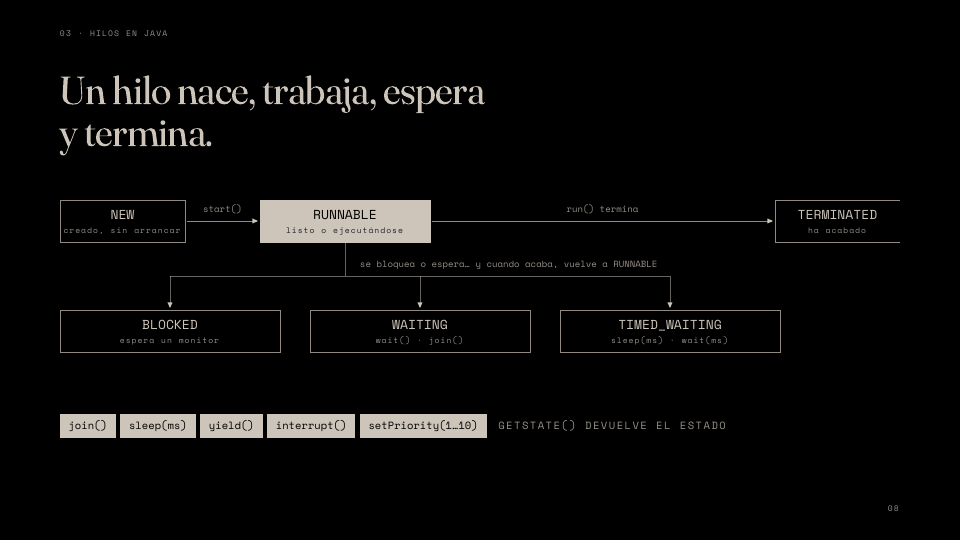 03 · HILOS EN JAVA
Un hilo nace, trabaja, espera
y termina.
NEW
creado, sin arrancar
start()
RUNNABLE
listo o ejecutándose
run() termina
TERMINATED
ha acabado
se bloquea o espera… y cuando acaba, vuelve a RUNNABLE
BLOCKED
espera un monitor
WAITING
wait() · join()
TIMED_WAITING
sleep(ms) · wait(ms)
join() sleep(ms) yield() interrupt() setPriority(1…10) GETSTATE() DEVUELVE EL ESTADO
08